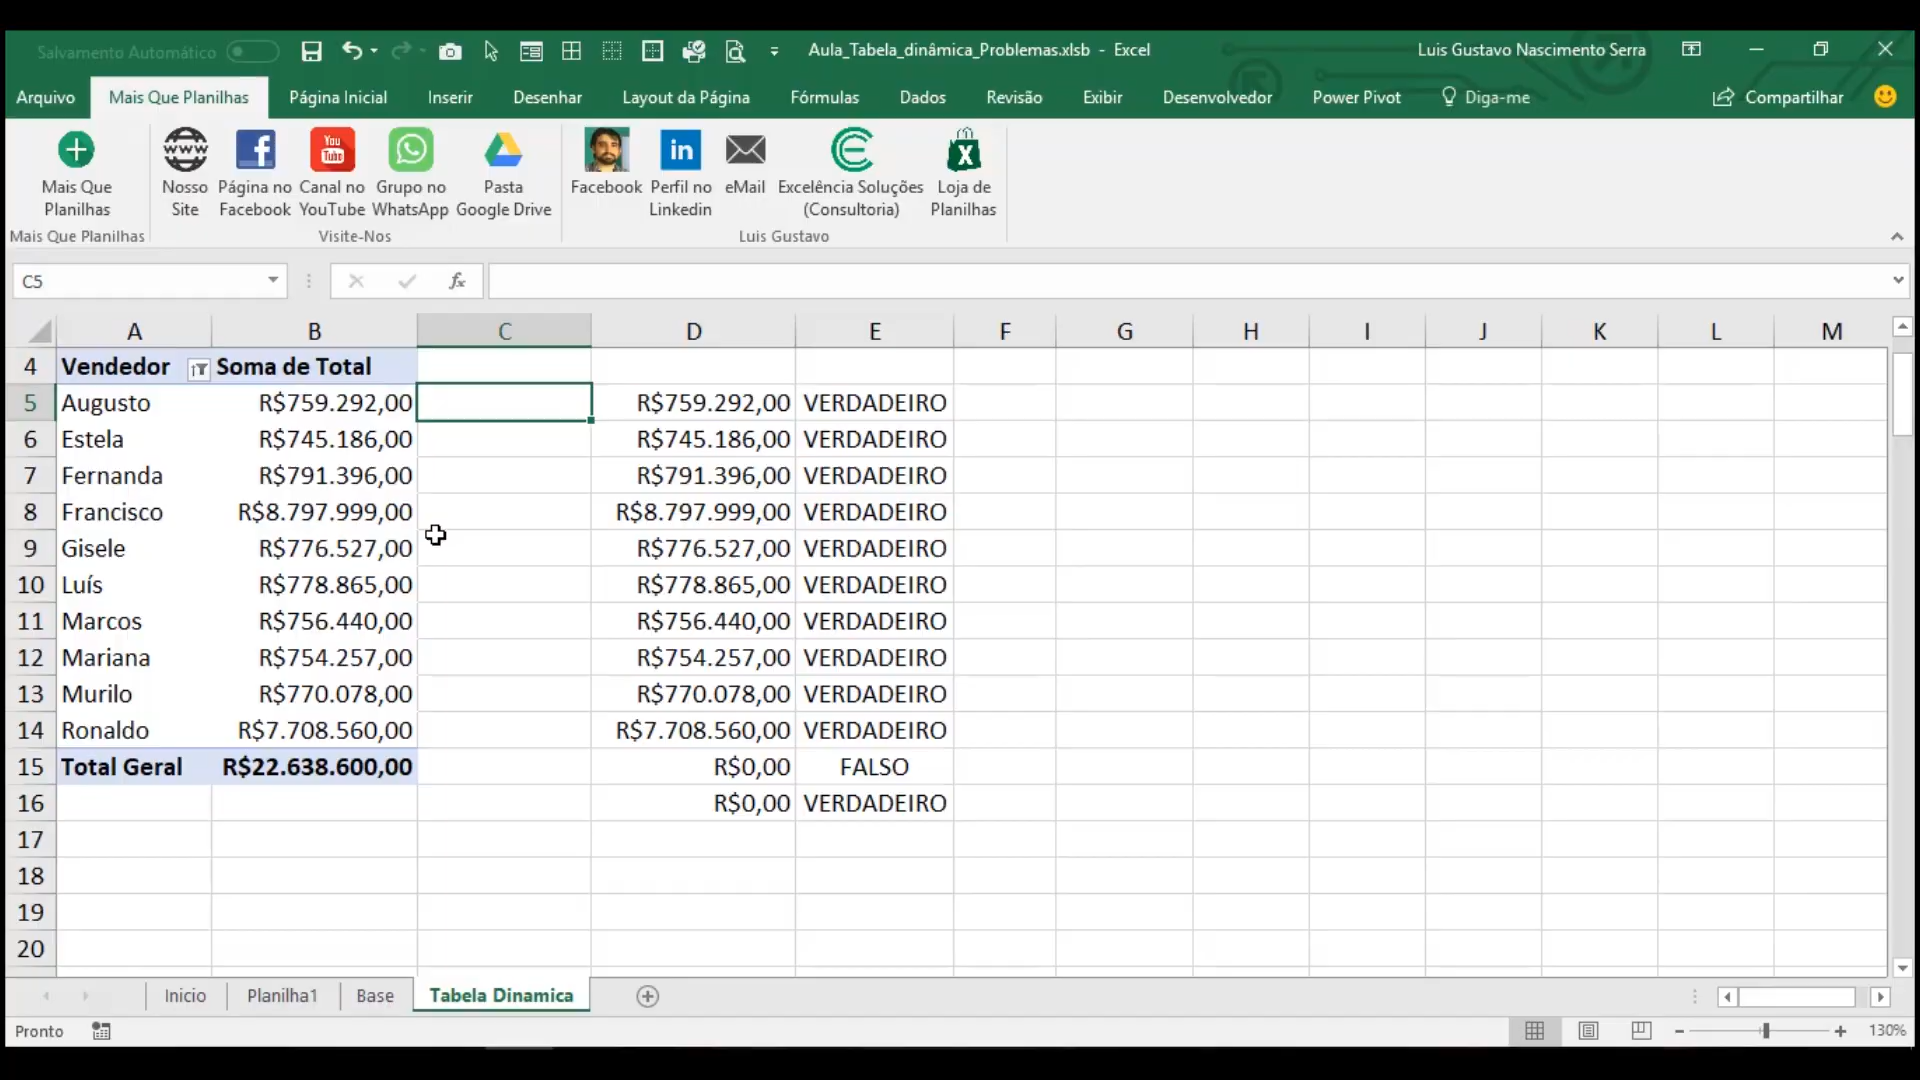 Salvamento Automático
Aula_Tabela_dinâmica_Problemas.xlsb - Excel
Luis Gustavo Nascimento Serra
Arquivo Mais Que Planilhas Página Inicial Inserir Desenhar Layout da Página Fórmulas Dados Revisão Exibir Desenvolvedor Power Pivot Diga-me Compartilhar
Mais Que
Planilhas
www
Nosso
Site
f
Página no
Facebook
You
Tube
Canal no
YouTube
Grupo no
WhatsApp
Pasta
Google Drive
Facebook
in
Perfil no
Linkedin
eMail
Excelência Soluções
(Consultoria)
X
Loja de
Planilhas
Mais Que Planilhas Visite-Nos Luis Gustavo
C5 fx
A B C D E F G H I J K L M
4 Vendedor Soma de Total
5 Augusto R$759.292,00 R$759.292,00 VERDADEIRO
6 Estela R$745.186,00 R$745.186,00 VERDADEIRO
7 Fernanda R$791.396,00 R$791.396,00 VERDADEIRO
8 Francisco R$8.797.999,00 R$8.797.999,00 VERDADEIRO
9 Gisele R$776.527,00 R$776.527,00 VERDADEIRO
10 Luís R$778.865,00 R$778.865,00 VERDADEIRO
11 Marcos R$756.440,00 R$756.440,00 VERDADEIRO
12 Mariana R$754.257,00 R$754.257,00 VERDADEIRO
13 Murilo R$770.078,00 R$770.078,00 VERDADEIRO
14 Ronaldo R$7.708.560,00 R$7.708.560,00 VERDADEIRO
15 Total Geral R$22.638.600,00 R$0,00 FALSO
16 R$0,00 VERDADEIRO
17
18
19
20
Inicio Planilha1 Base Tabela Dinamica
Pronto
130%